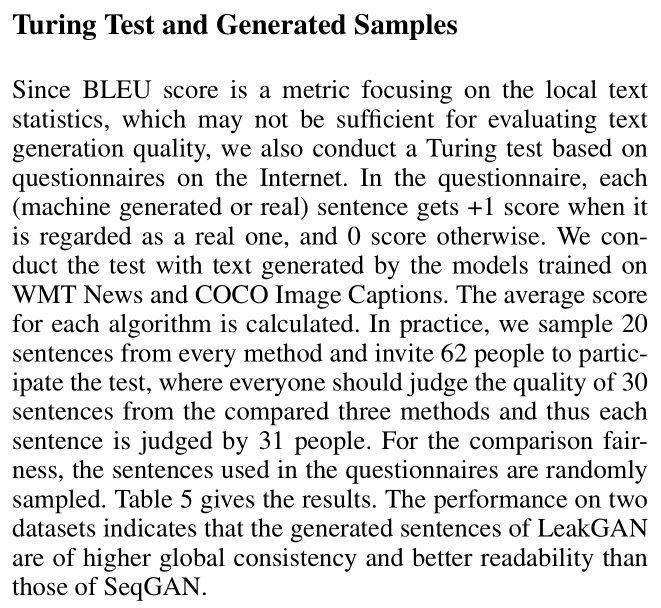 Turing Test and Generated Samples
Since BLEU score is a metric focusing on the local text
statistics, which may not be sufficient for evaluating text
generation quality, we also conduct a Turing test based on
questionnaires on the Internet. In the questionnaire, each
(machine generated or real) sentence gets +1 score when it
is regarded as a real one, and 0 score otherwise. We con-
duct the test with text generated by the models trained on
WMT News and COCO Image Captions. The average score
for each algorithm is calculated. In practice, we sample 20
sentences from every method and invite 62 people to partic-
ipate the test, where everyone should judge the quality of 30
sentences from the compared three methods and thus each
sentence is judged by 31 people. For the comparison fair-
ness, the sentences used in the questionnaires are randomly
sampled. Table 5 gives the results. The performance on two
datasets indicates that the generated sentences of LeakGAN
are of higher global consistency and better readability than
those of SeqGAN.